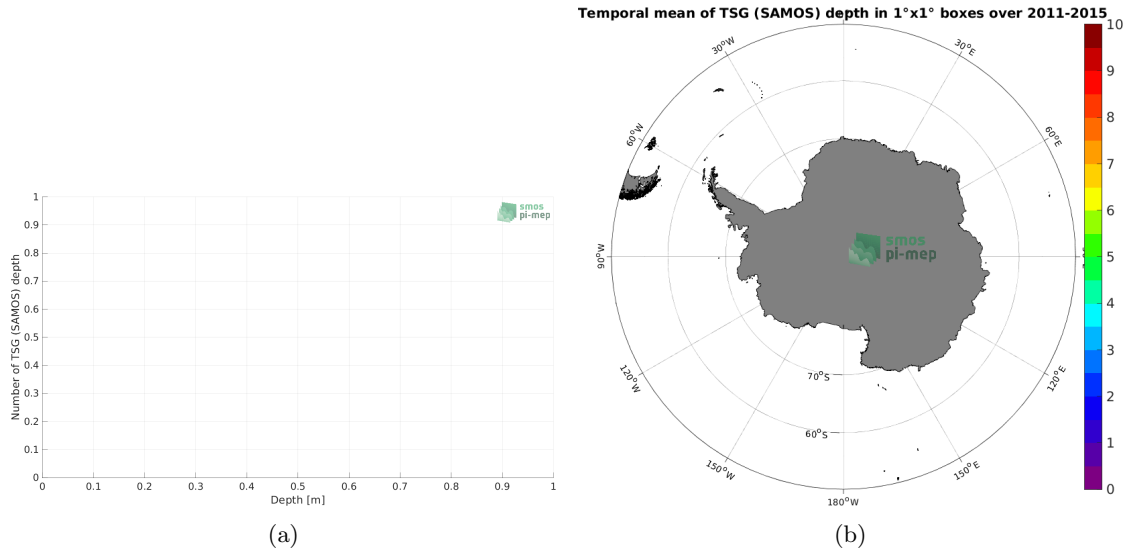 Temporal mean of TSG (SAMOS) depth in 1°x1° boxes over 2011-2015
1
0.9
0.8
0.7
0.6
0.5
0.4
0.3
0.2
0.1
0
Number of TSG (SAMOS) depth
0 0.1 0.2 0.3 0.4 0.5 0.6 0.7 0.8 0.9 1
Depth [m]
smos
pi-mep
(a)
30°W
30°E
60°W
60°E
90°W
smos
pi-mep
120°W
120°E
70°S
60°S
150°W
150°E
180°W
10
9
8
7
6
5
4
3
2
1
0
(b)